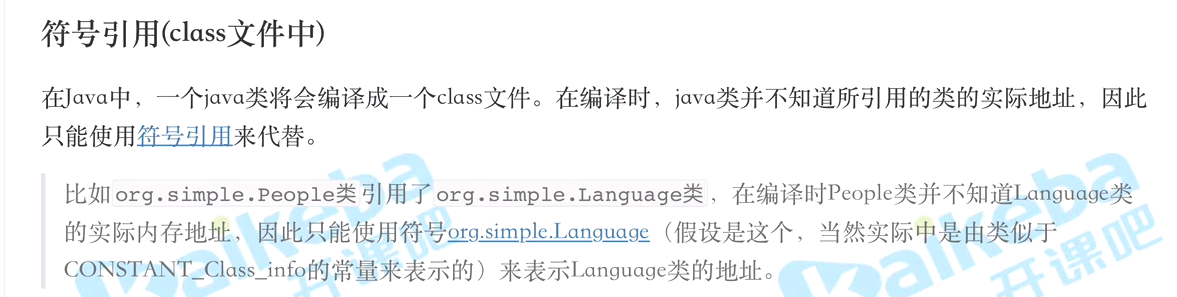 符号引用(class文件中)
在Java中，一个java类将会编译成一个class文件。在编译时，java类并不知道所引用的类的实际地址，因此
只能使用符号引用来代替。
比如org.simple.People类引用了org.simple.Language类，在编译时People类并不知道Language类
的实际内存地址，因此只能使用符号org.simple.Language（假设是这个，当然实际中是由类似于
CONSTANT_Class_info的常量来表示的）来表示Language类的地址。
Kaikeba
开课吧
Kaikeba
开课吧